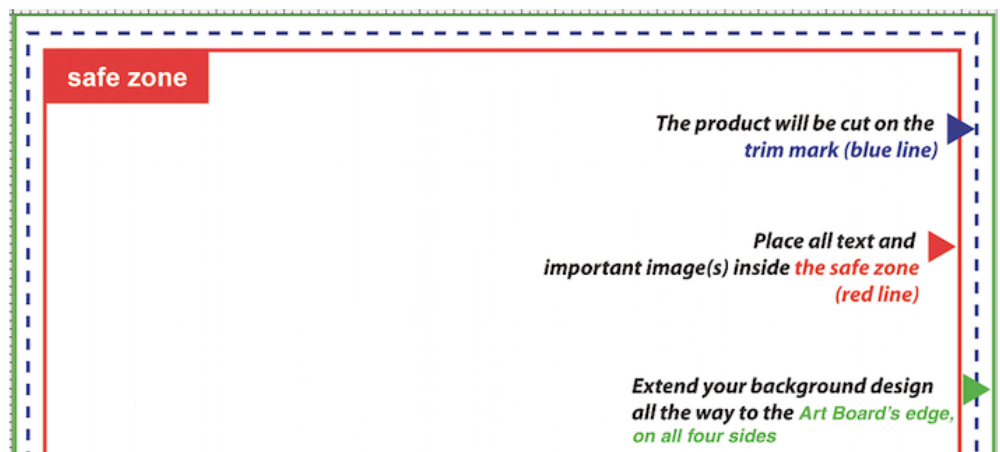 safe zone
The product will be cut on the
trim mark (blue line)
Place all text and
important image(s) inside the safe zone
(red line)
Extend your background design
all the way to the Art Board's edge,
on all four sides